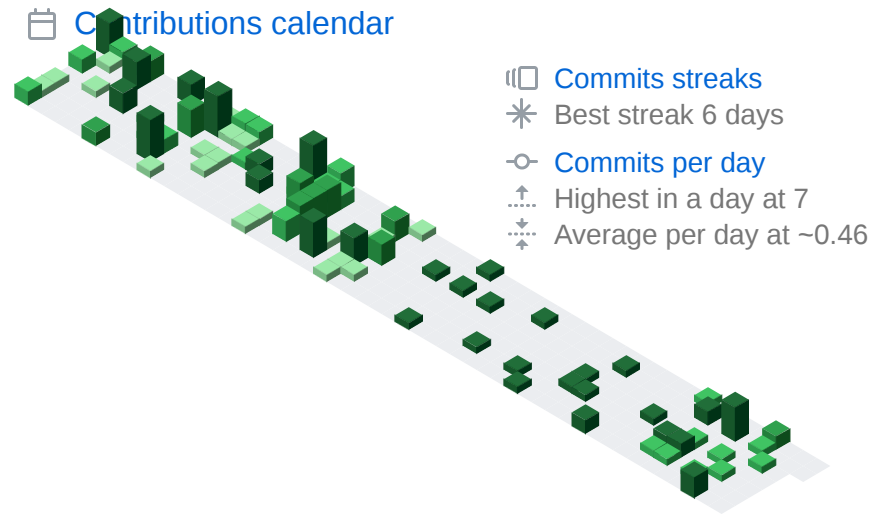 Contributions calendar
Commits streaks
Best streak 6 days
Commits per day
Highest in a day at 7
Average per day at ~0.46